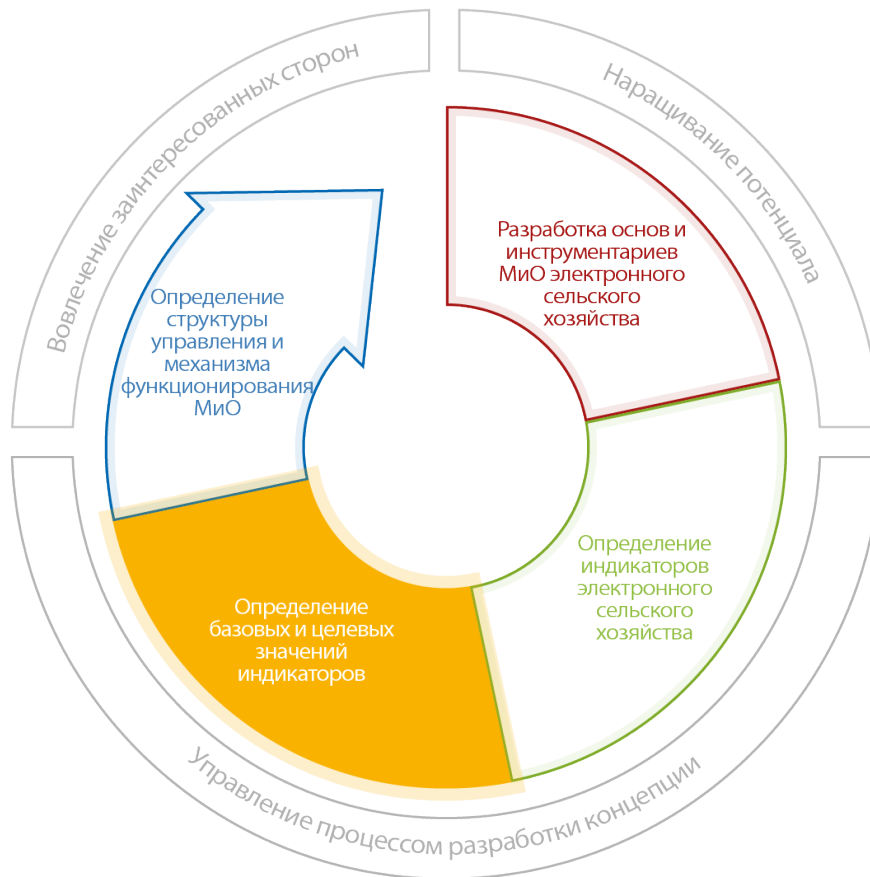 Вовлечение заинтересованных сторон
Наращивание потенциала
Разработка основ и
инструментариев
МиО электронного
сельского
хозяйства
Определение
индикаторов
электронного
сельского
хозяйства
Определение
базовых и целевых
значений
индикаторов
Определение
структуры
управления и
механизма
функционирования
МиО
Управление процессом разработки концепции